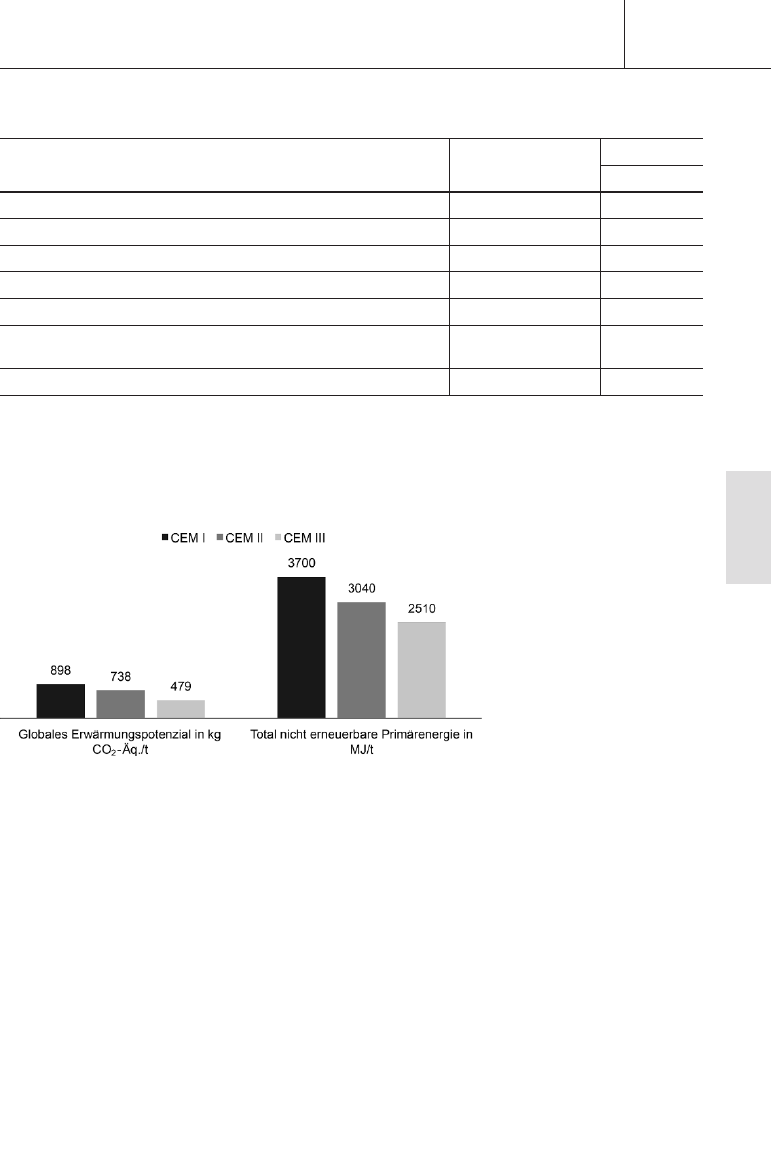 CEM I CEM II CEM III
3700
3040
2510
898
738
479
Globales Erwärmungspotenzial in kg
CO₂-Äq./t
Total nicht erneuerbare Primärenergie in
MJ/t